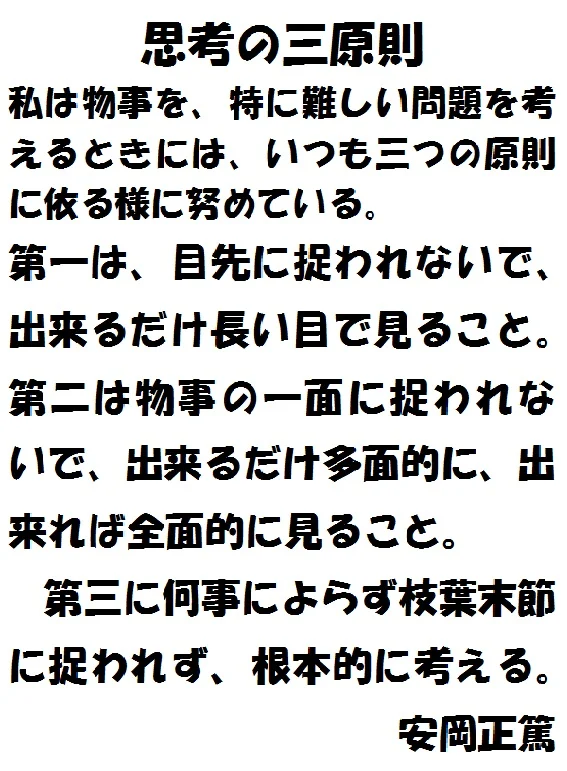 思考の三原則
私は物事を、特に難しい問題を考
えるときには、いつも三つの原則
に依る様に努めている。
第一は、目先に捉われないで、
出来るだけ長い目で見ること。
第二は物事の一面に捉われな
いで、出来るだけ多面的に、出
来れば全面的に見ること。
第三に何事によらず枝葉末節
に捉われず、根本的に考える。
安岡正篤